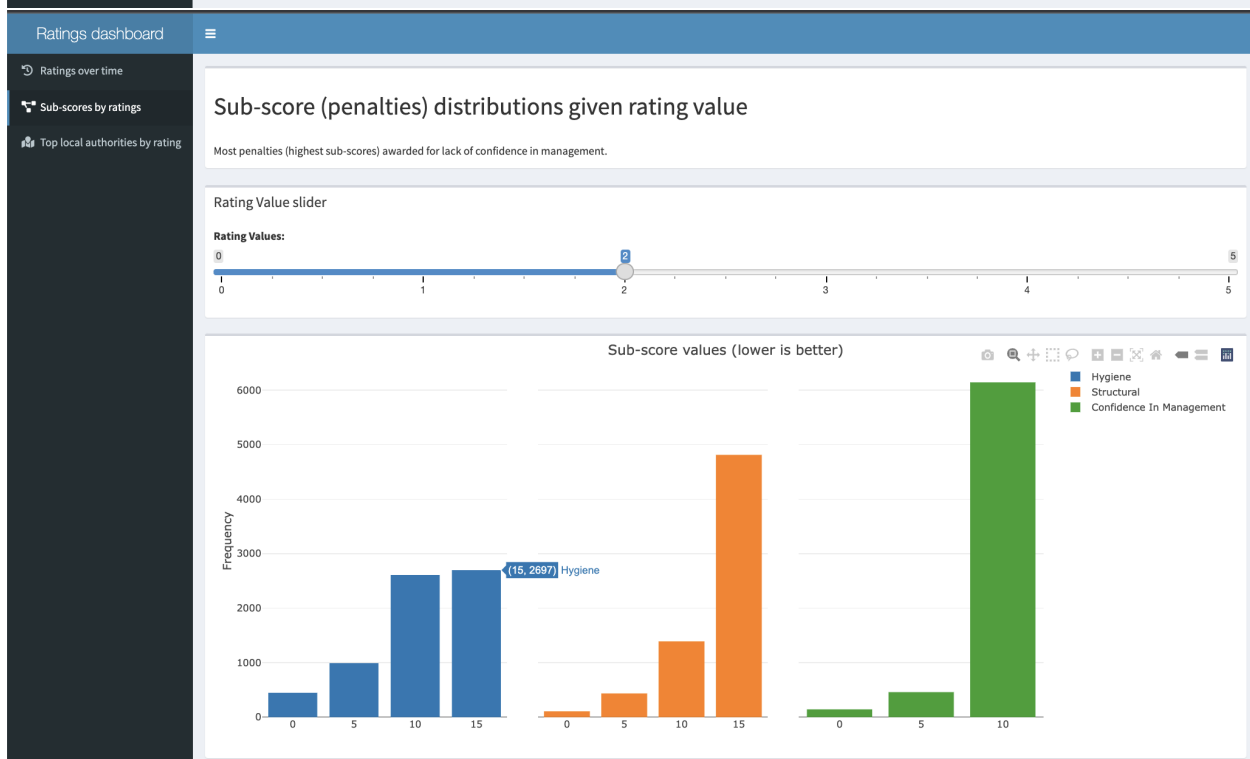 Ratings dashboard
Ratings over time
Sub-scores by ratings
Top local authorities by rating
Sub-score (penalties) distributions given rating value
Most penalties (highest sub-scores) awarded for lack of confidence in management.
Rating Value slider
Rating Values:
0 2 5
0 1 2 3 4 5
Sub-score values (lower is better)
Hygiene
Structural
Confidence In Management
Frequency
6000
5000
4000
3000
2000
1000
0
(15, 2697) Hygiene
0 5 10 15
0 5 10 15
0 5 10